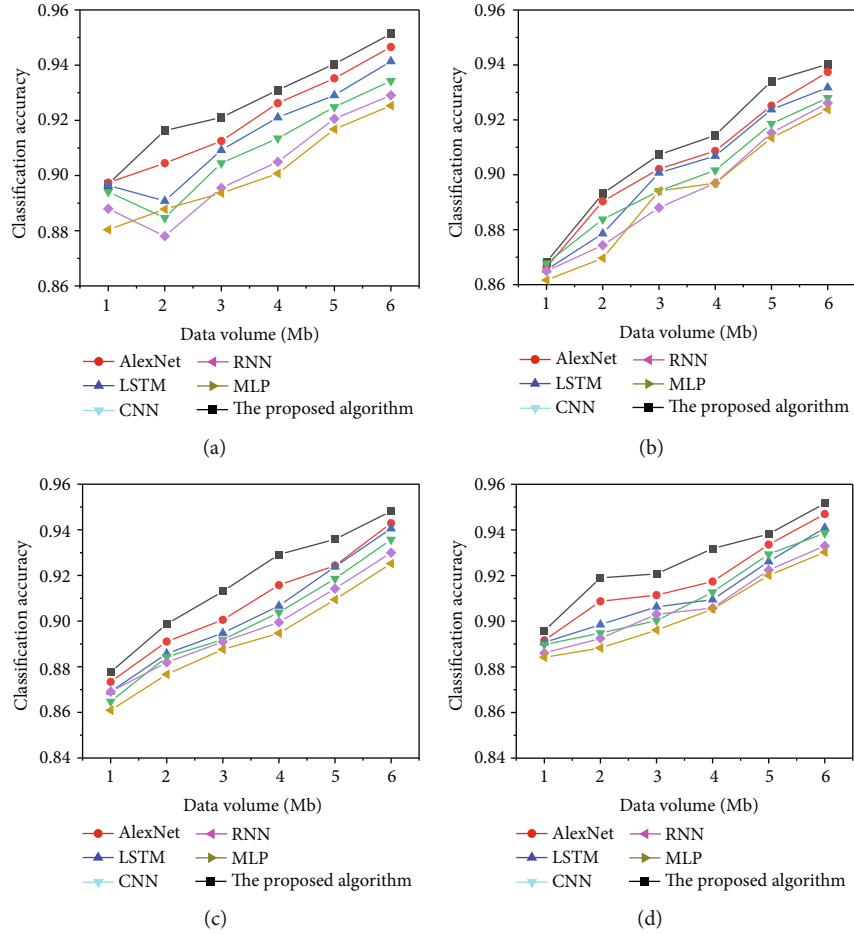 0.96
0.94
0.92
0.90
0.88
0.86
Classification accuracy
1 2 3 4 5 6
Data volume (Mb)
AlexNet RNN
LSTM MLP
CNN The proposed algorithm
(a)
0.96
0.94
0.92
0.90
0.88
0.86
Classification accuracy
1 2 3 4 5 6
Data volume (Mb)
AlexNet RNN
LSTM MLP
CNN The proposed algorithm
(b)
0.96
0.94
0.92
0.90
0.88
0.86
0.84
Classification accuracy
1 2 3 4 5 6
Data volume (Mb)
AlexNet RNN
LSTM MLP
CNN The proposed algorithm
(c)
0.96
0.94
0.92
0.90
0.88
0.86
0.84
Classification accuracy
1 2 3 4 5 6
Data volume (Mb)
AlexNet RNN
LSTM MLP
CNN The proposed algorithm
(d)